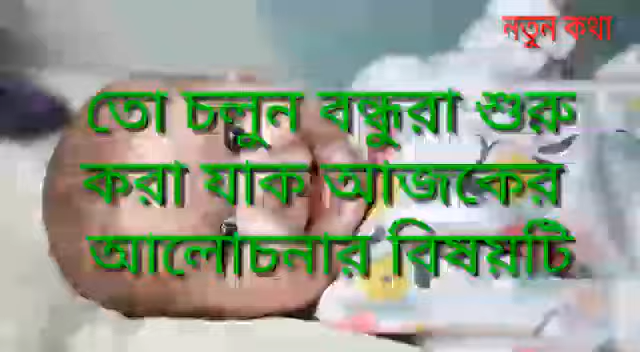 নতুন কথা
তো চলুন বন্ধুরা শুরু
করা যাক আজকের
আলোচনার বিষয়টি